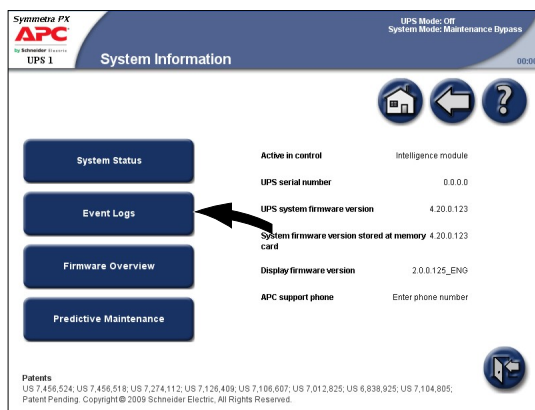 Symmetra PX
APC
by Schneider Electric
UPS 1
System Information
UPS Mode: Off
System Mode: Maintenance Bypass
00:00
?
System Status
Event Logs
Firmware Overview
Predictive Maintenance
Active in control Intelligence module
UPS serial number 0.0.0.0
UPS system firmware version 4.20.0.123
System firmware version stored at memory 4.20.0.123
card
Display firmware version 2.0.0.125_ENG
APC support phone Enter phone number
Patents
US 7,456,524; US 7,456,518; US 7,274,112; US 7,126,409; US 7,106,607; US 7,012,825; US 6,838,925; US 7,104,805;
Patent Pending. Copyright © 2009 Schneider Electric, All Rights Reserved.